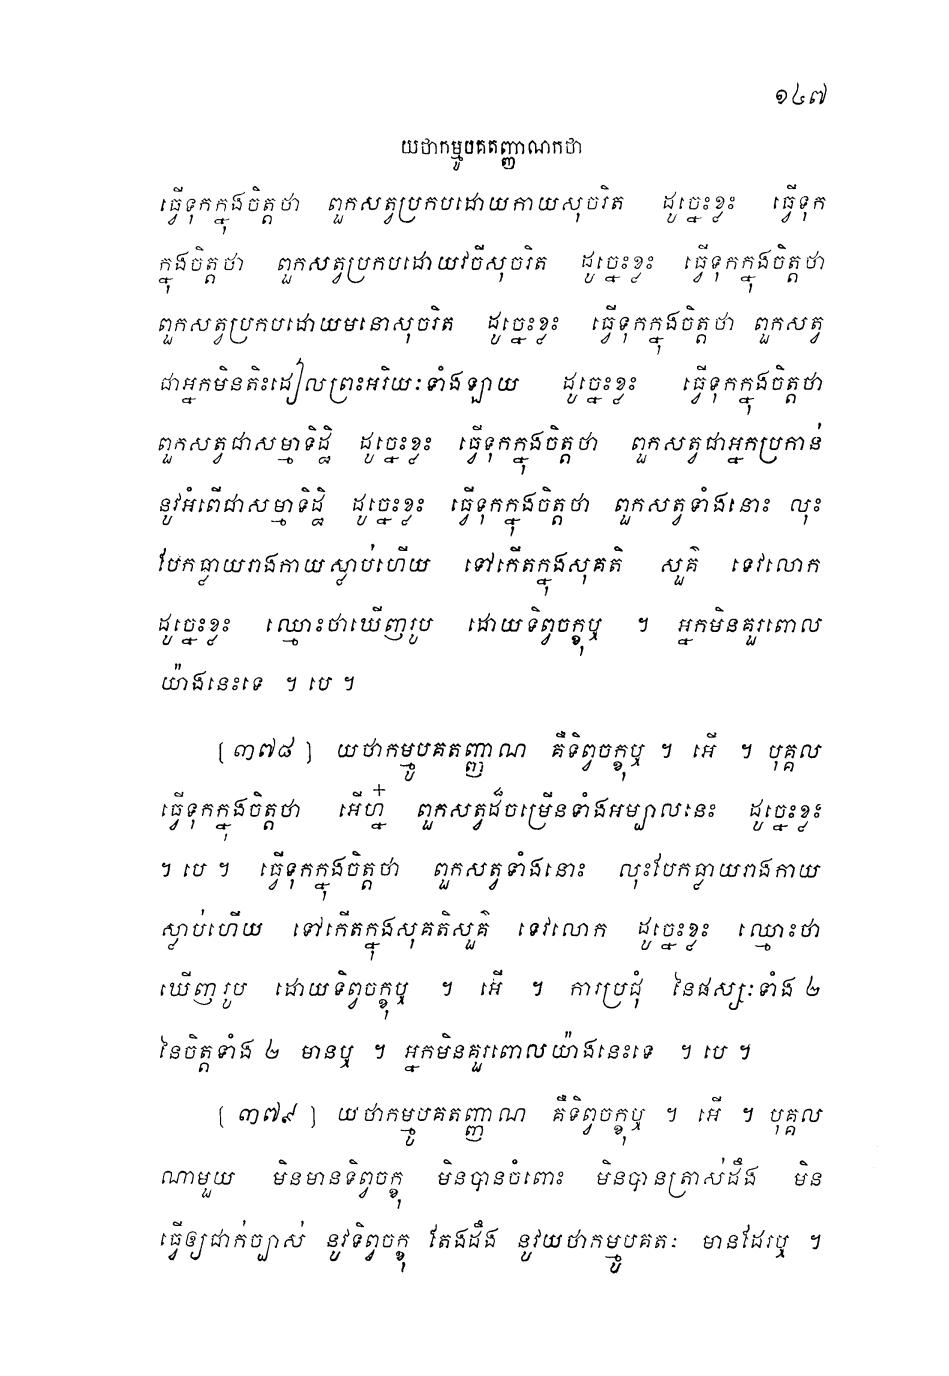 ១៤៧
យថាកម្មូបគតញ្ញាណកថា
ធ្វើទុកក្នុងចិត្តថា ពួកសត្វប្រកបដោយកាយសុចរិត ដូច្នេះខ្លះ ធ្វើទុក
ក្នុងចិត្តថា ពួកសត្វប្រកបដោយវចីសុចរិត ដូច្នេះខ្លះ ធ្វើទុកក្នុងចិត្តថា
ពួកសត្វប្រកបដោយមនោសុចរិត ដូច្នេះខ្លះ ធ្វើទុកក្នុងចិត្តថា ពួកសត្វ
ជាអ្នកមិនតិះដៀលព្រះអរិយៈទាំងឡាយ ដូច្នេះខ្លះ ធ្វើទុកក្នុងចិត្តថា
ពួកសត្វជាសម្មាទិដ្ឋិ ដូច្នេះខ្លះ ធ្វើទុកក្នុងចិត្តថា ពួកសត្វជាអ្នកប្រកាន់
នូវអំពើជាសម្មាទិដ្ឋិ ដូច្នេះខ្លះ ធ្វើទុកក្នុងចិត្តថា ពួកសត្វទាំងនោះ លុះ
បែកធ្លាយរាងកាយស្លាប់ហើយ ទៅកើតក្នុងសុគតិ សួគ៌ ទេវលោក
ដូច្នេះខ្លះ ឈ្មោះថាឃើញរូប ដោយទិព្វចក្ខុឬ ។ អ្នកមិនគួរពោល
យ៉ាងនេះទេ ។ បេ ។
[៣៧៨] យថាកម្មូបគតញ្ញាណ គឺទិព្វចក្ខុឬ ។ អើ ។ បុគ្គល
ធ្វើទុកក្នុងចិត្តថា អើហ្ន៎ ពួកសត្វដ៏ចម្រើនទាំងអម្បាលនេះ ដូច្នេះខ្លះ
។ បេ ។ ធ្វើទុកក្នុងចិត្តថា ពួកសត្វទាំងនោះ លុះបែកធ្លាយរាងកាយ
ស្លាប់ហើយ ទៅកើតក្នុងសុគតិសួគ៌ ទេវលោក ដូច្នេះខ្លះ ឈ្មោះថា
ឃើញរូប ដោយទិព្វចក្ខុឬ ។ អើ ។ ការប្រជុំ នៃផស្សៈទាំង ២
នៃចិត្តទាំង ២ មានឬ ។ អ្នកមិនគួរពោលយ៉ាងនេះទេ ។ បេ ។
[៣៧៩] យថាកម្មូបគតញ្ញាណ គឺទិព្វចក្ខុឬ ។ អើ ។ បុគ្គល
ណាមួយ មិនមានទិព្វចក្ខុ មិនបានចំពោះ មិនបានត្រាស់ដឹង មិន
ធ្វើឲ្យជាក់ច្បាស់ នូវទិព្វចក្ខុ តែងដឹង នូវយថាកម្មូបគតៈ មានដែរឬ ។